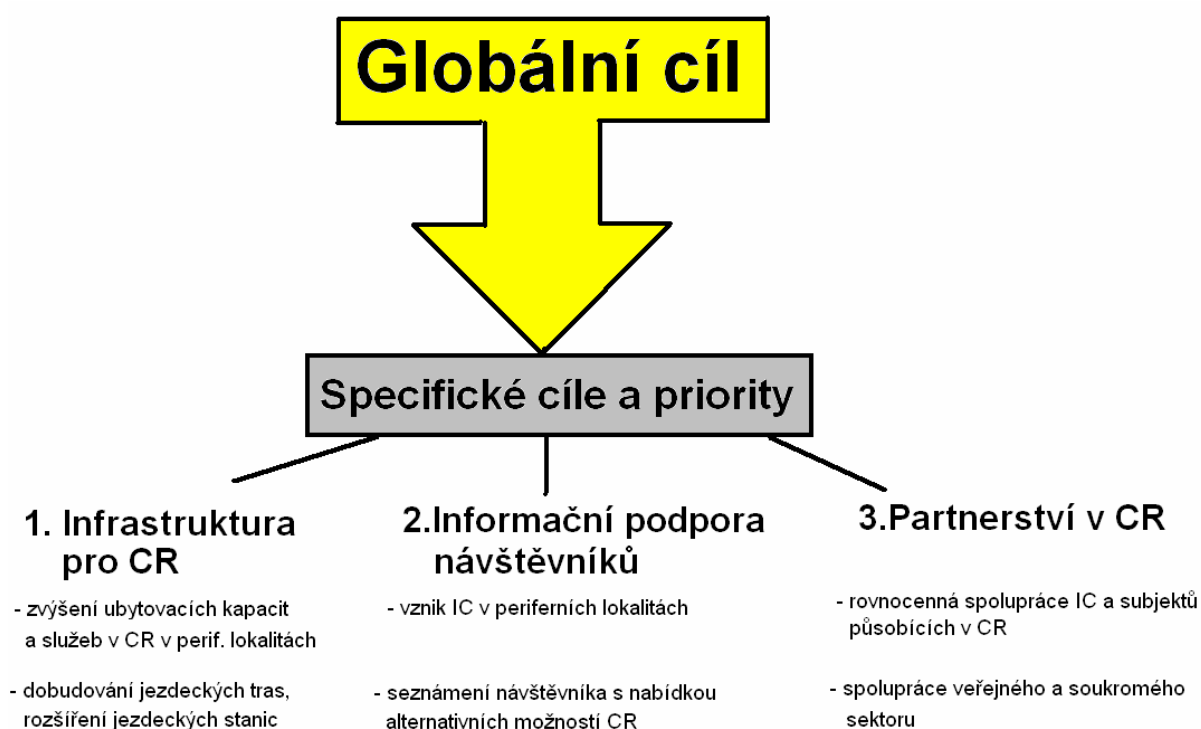 Globální cíl
Specifické cíle a priority
1. Infrastruktura
pro CR
- zvýšení ubytovacích kapacit
a služeb v CR v perif. lokalitách
- dobudování jezdeckých tras,
rozšíření jezdeckých stanic
2.Informační podpora
návštěvníků
- vznik IC v periferních lokalitách
- seznámení návštěvníka s nabídkou
alternativních možností CR
3.Partnerství v CR
- rovnocenná spolupráce IC a subjektů
působících v CR
- spolupráce veřejného a soukromého
sektoru